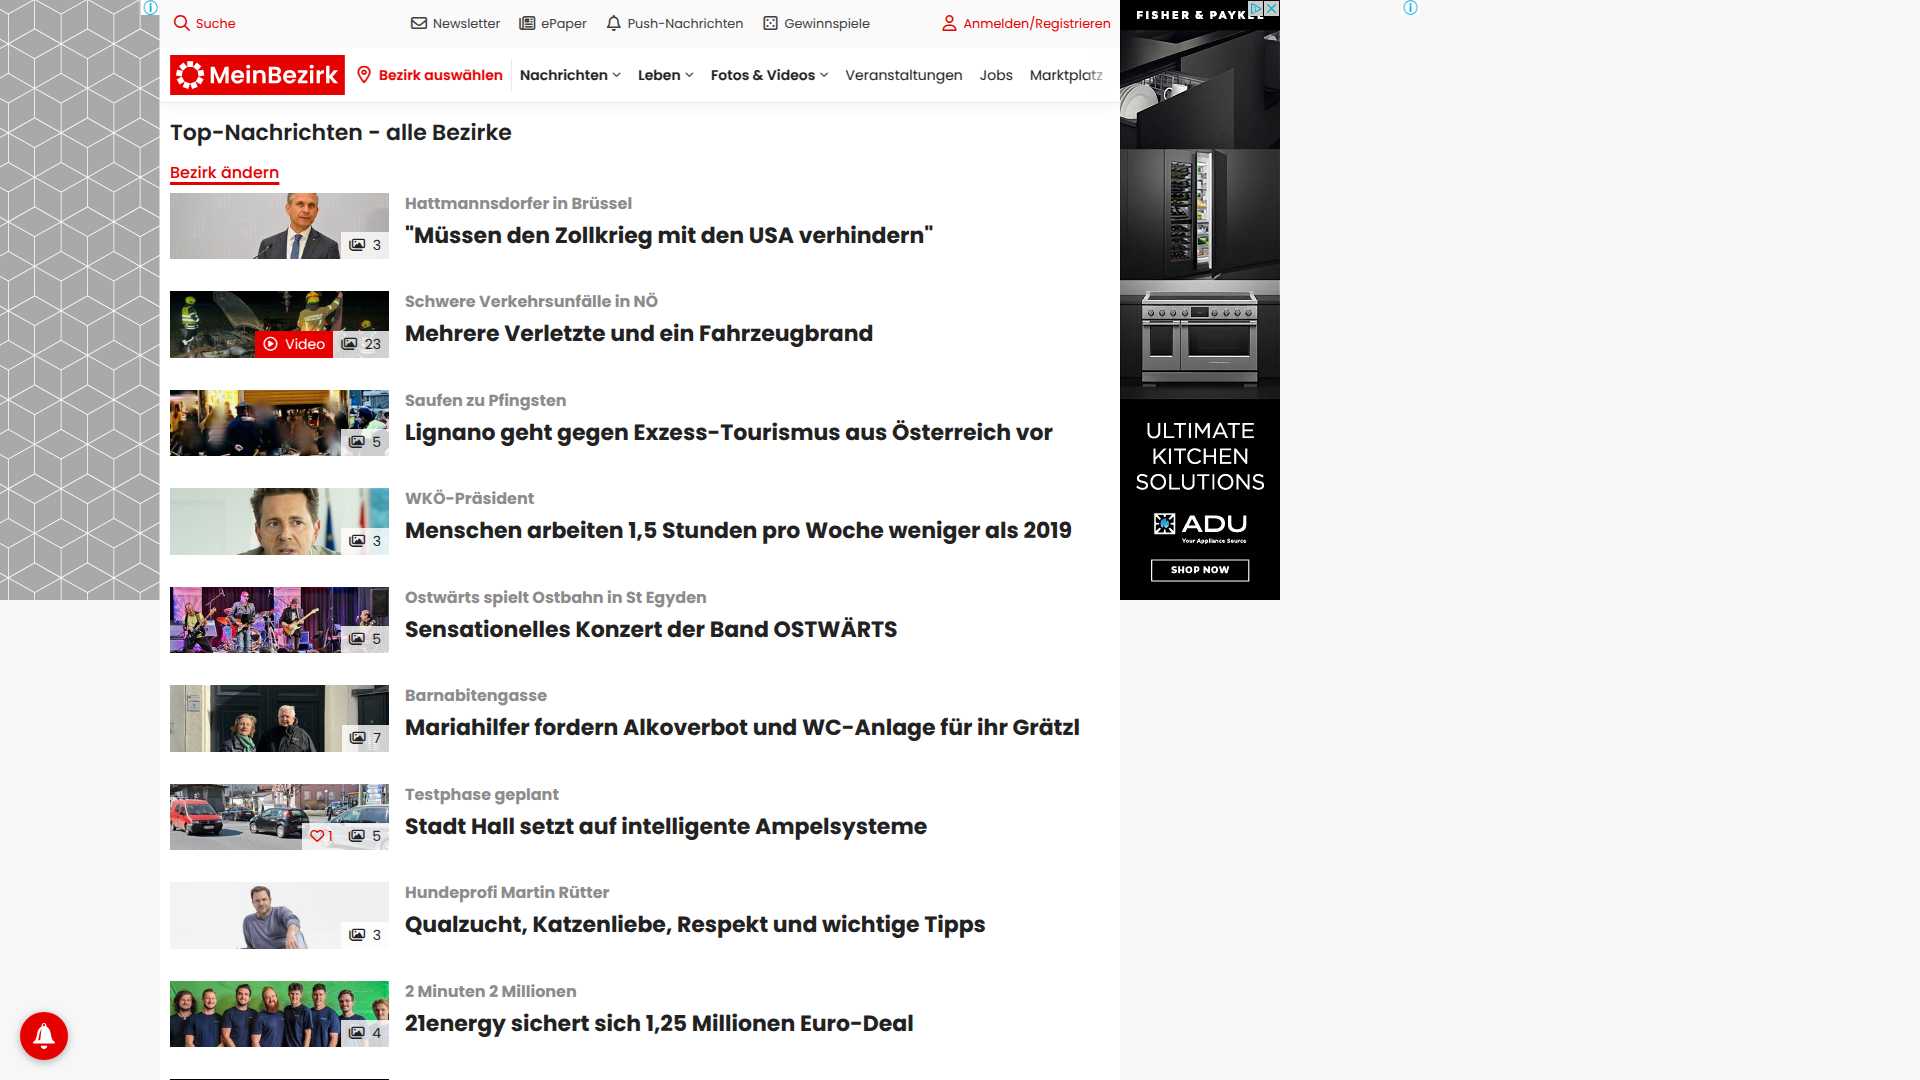 Suche
Newsletter
ePaper
Push-Nachrichten
Gewinnspiele
Anmelden/Registrieren
MeinBezirk
Bezirk auswählen
Nachrichten
Leben
Fotos & Videos
Veranstaltungen
Jobs
Marktplatz
Top-Nachrichten - alle Bezirke
Bezirk ändern
3
Hattmannsdorfer in Brüssel
"Müssen den Zollkrieg mit den USA verhindern"
Video 23
Schwere Verkehrsunfälle in NÖ
Mehrere Verletzte und ein Fahrzeugbrand
5
Saufen zu Pfingsten
Lignano geht gegen Exzess-Tourismus aus Österreich vor
3
WKÖ-Präsident
Menschen arbeiten 1,5 Stunden pro Woche weniger als 2019
5
Ostwärts spielt Ostbahn in St Egyden
Sensationelles Konzert der Band OSTWÄRTS
7
Barnabitengasse
Mariahilfer fordern Alkoverbot und WC-Anlage für ihr Grätzl
1 5
Testphase geplant
Stadt Hall setzt auf intelligente Ampelsysteme
3
Hundeprofi Martin Rütter
Qualzucht, Katzenliebe, Respekt und wichtige Tipps
4
2 Minuten 2 Millionen
21energy sichert sich 1,25 Millionen Euro-Deal
FISHER & PAYKEL
ULTIMATE
KITCHEN
SOLUTIONS
ADU
Your Appliance Source
SHOP NOW